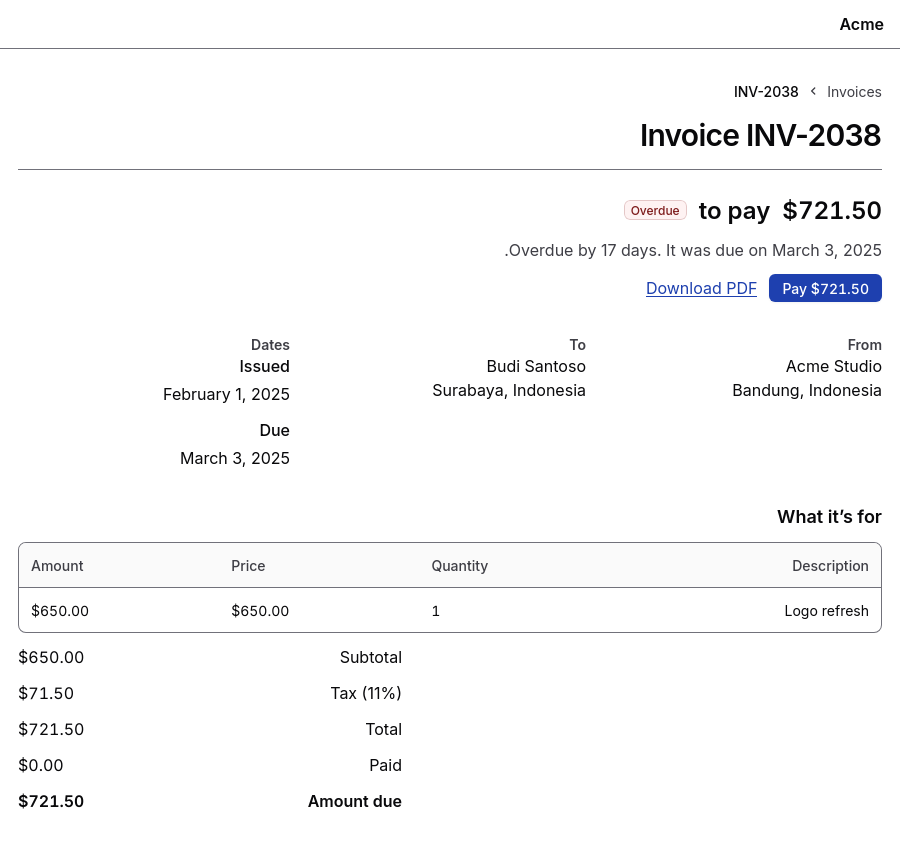 Acme
Invoices › INV-2038
Invoice INV-2038
$721.50 to pay Overdue
Overdue by 17 days. It was due on March 3, 2025.
Pay $721.50 Download PDF
From
Acme Studio
Bandung, Indonesia
To
Budi Santoso
Surabaya, Indonesia
Dates
Issued
February 1, 2025
Due
March 3, 2025
What it’s for
Description Quantity Price Amount
Logo refresh 1 $650.00 $650.00
Subtotal $650.00
Tax (11%) $71.50
Total $721.50
Paid $0.00
Amount due $721.50